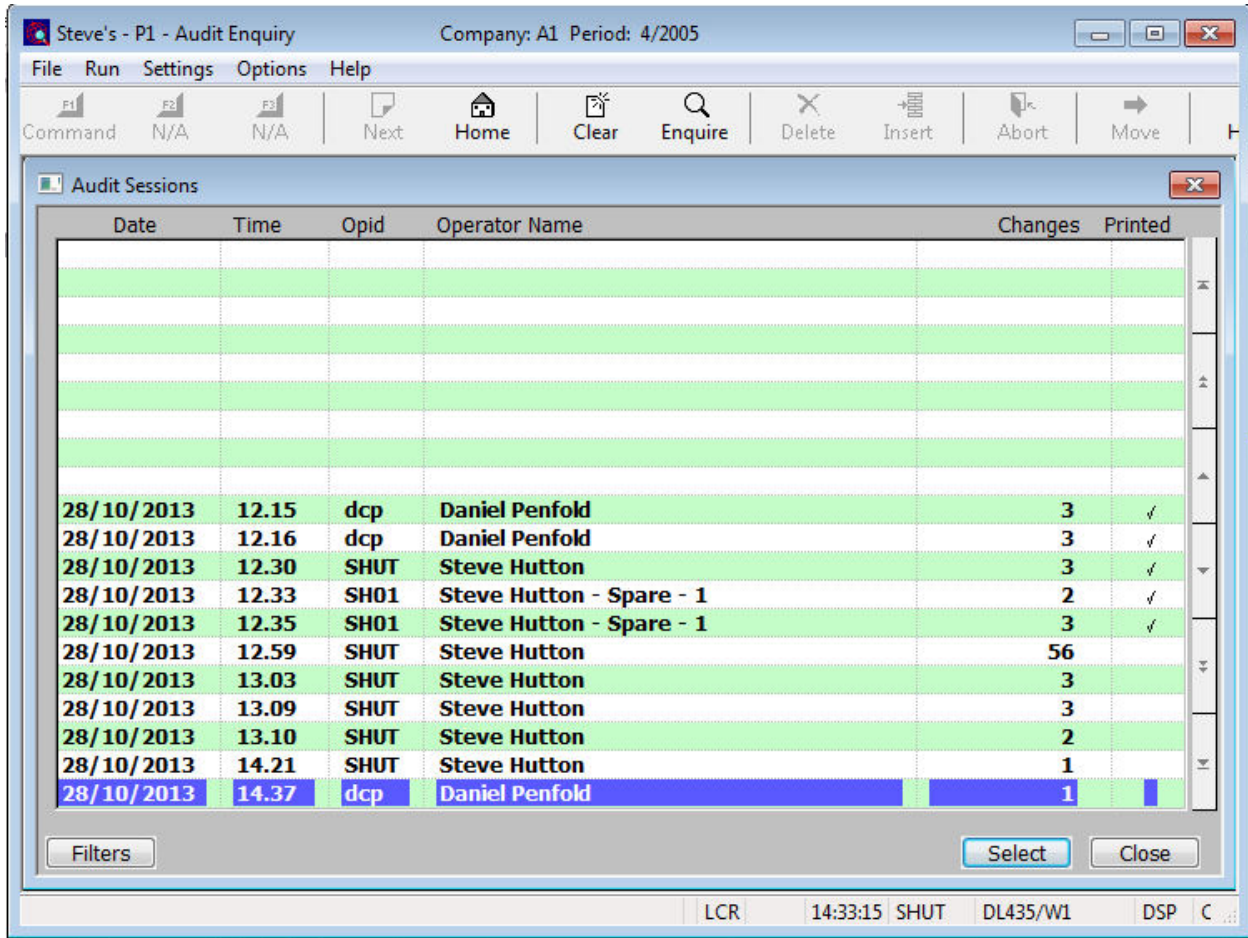 Steve's - P1 - Audit Enquiry Company: A1 Period: 4/2005
File Run Settings Options Help
F1 F2 F3
Command N/A N/A Next Home Clear Enquire Delete Insert Abort Move H
Audit Sessions
Date Time Opid Operator Name Changes Printed
28/10/2013 12.15 dcp Daniel Penfold 3 √
28/10/2013 12.16 dcp Daniel Penfold 3 √
28/10/2013 12.30 SHUT Steve Hutton 3 √
28/10/2013 12.33 SH01 Steve Hutton - Spare - 1 2 √
28/10/2013 12.35 SH01 Steve Hutton - Spare - 1 3 √
28/10/2013 12.59 SHUT Steve Hutton 56
28/10/2013 13.03 SHUT Steve Hutton 3
28/10/2013 13.09 SHUT Steve Hutton 3
28/10/2013 13.10 SHUT Steve Hutton 2
28/10/2013 14.21 SHUT Steve Hutton 1
28/10/2013 14.37 dcp Daniel Penfold 1
Filters Select Close
LCR 14:33:15 SHUT DL435/W1 DSP C